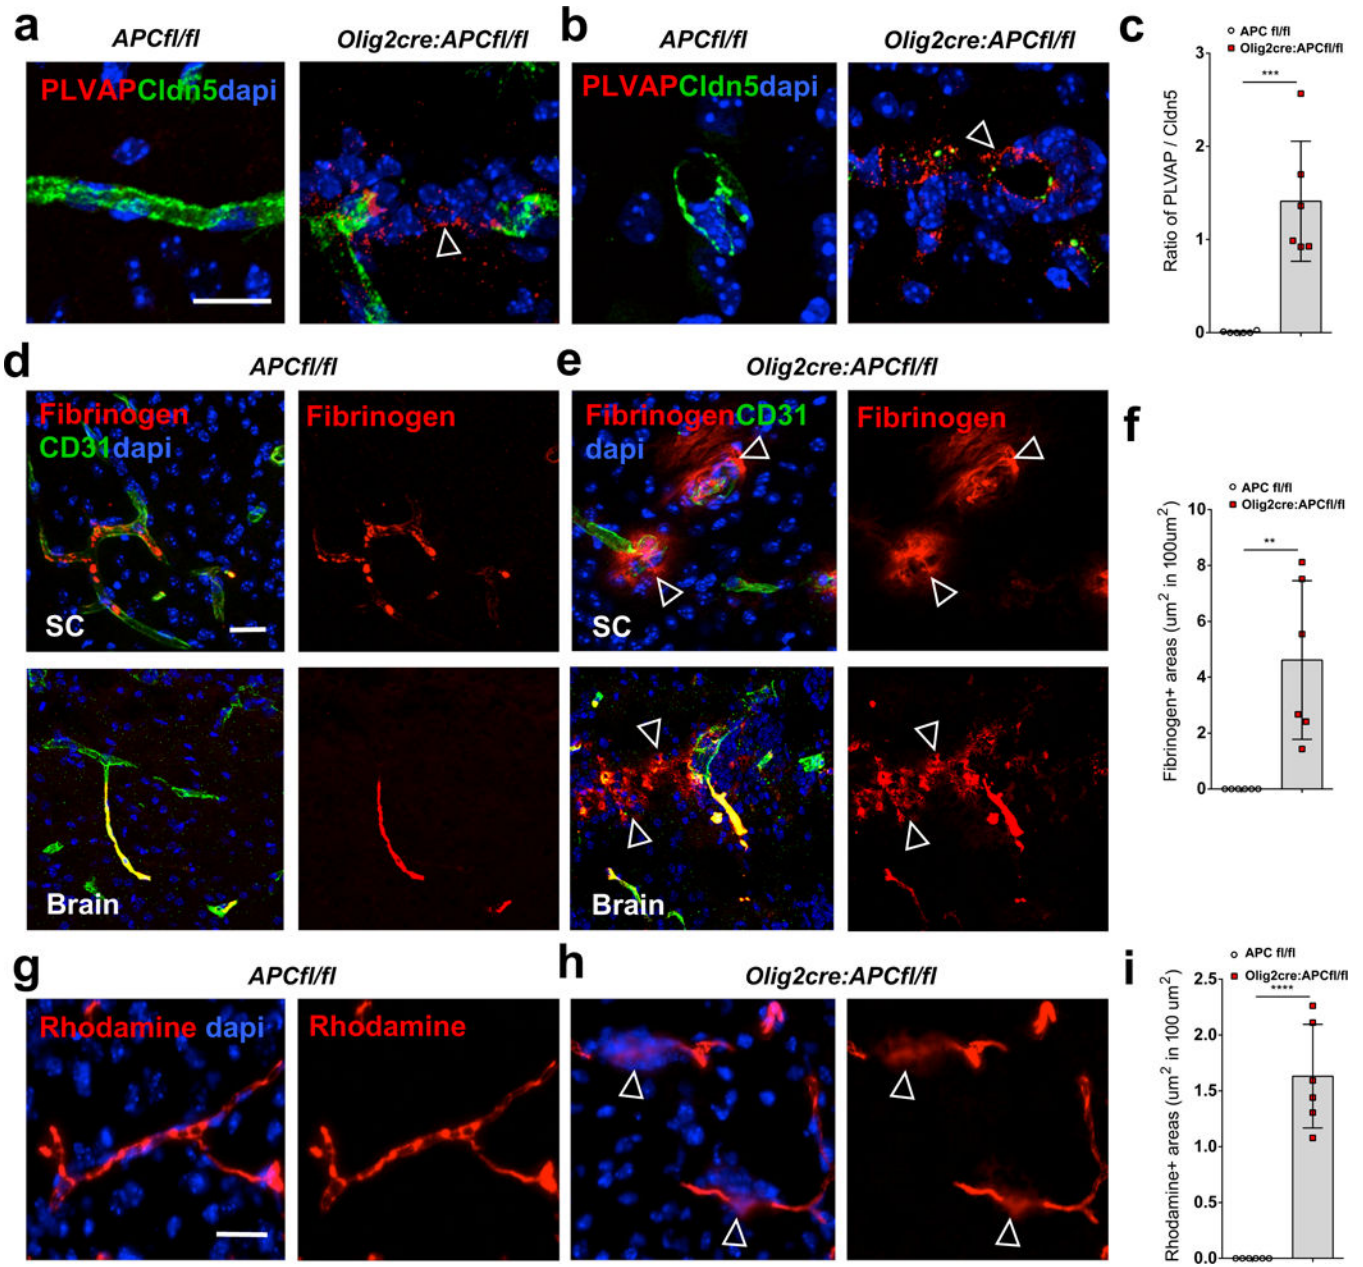 a
APCfl/fl
Olig2cre:APCfl/fl
PLVAPCldn5dapi
b
APCfl/fl
Olig2cre:APCfl/fl
PLVAPCldn5dapi
c
APC fl/fl
Olig2cre:APCfl/fl
Ratio of PLVAP / Cldn5
3
2
1
0
***
d
APCfl/fl
Fibrinogen
CD31dapi
SC
Fibrinogen
Brain
e
Olig2cre:APCfl/fl
FibrinogenCD31
dapi
SC
Fibrinogen
Brain
f
APC fl/fl
Olig2cre:APCfl/fl
Fibrinogen+ areas (um² in 100um²)
10
8
6
4
2
0
**
g
APCfl/fl
Rhodamine dapi
Rhodamine
h
Olig2cre:APCfl/fl
i
APC fl/fl
Olig2cre:APCfl/fl
Rhodamine+ areas (um² in 100 um²)
2.5
2.0
1.5
1.0
0.5
0.0
****